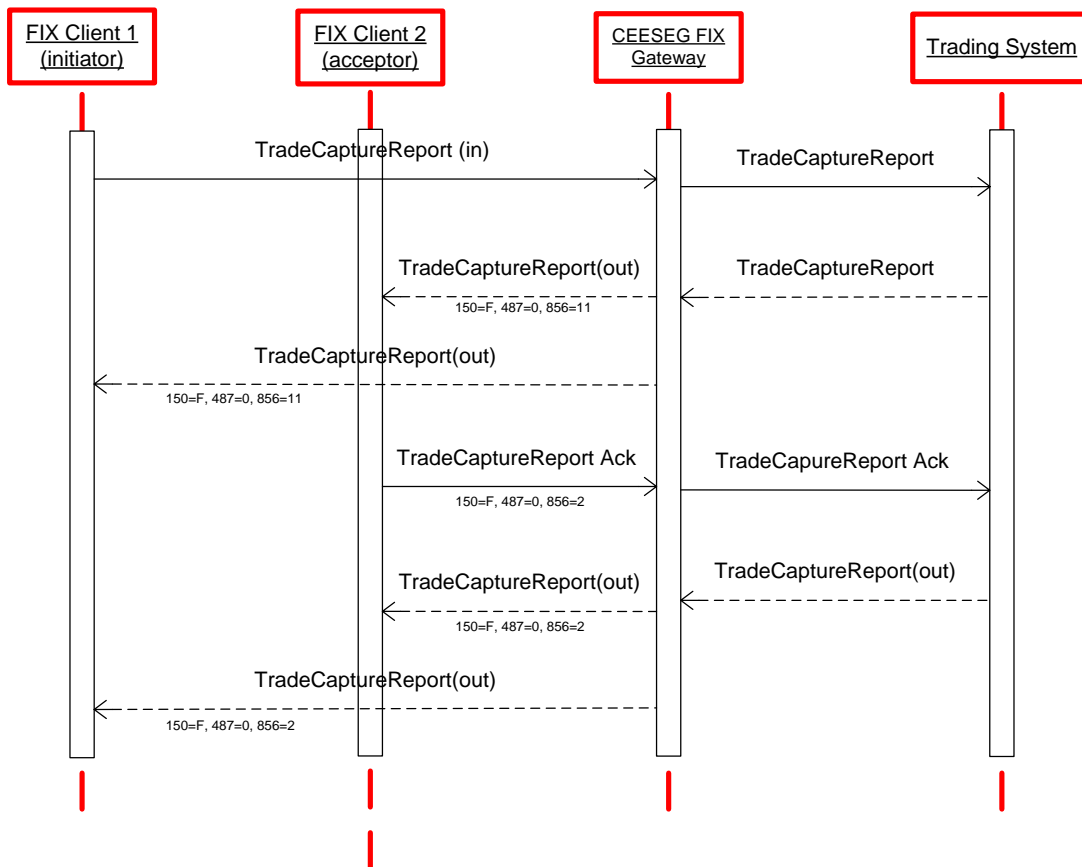 FIX Client 1
(initiator)
FIX Client 2
(acceptor)
CEESEG FIX
Gateway
Trading System
TradeCaptureReport (in)
TradeCaptureReport
TradeCaptureReport(out)
150=F, 487=0, 856=11
TradeCaptureReport
TradeCaptureReport(out)
150=F, 487=0, 856=11
TradeCaptureReport Ack
150=F, 487=0, 856=2
TradeCapureReport Ack
TradeCaptureReport(out)
150=F, 487=0, 856=2
TradeCaptureReport(out)
TradeCaptureReport(out)
150=F, 487=0, 856=2